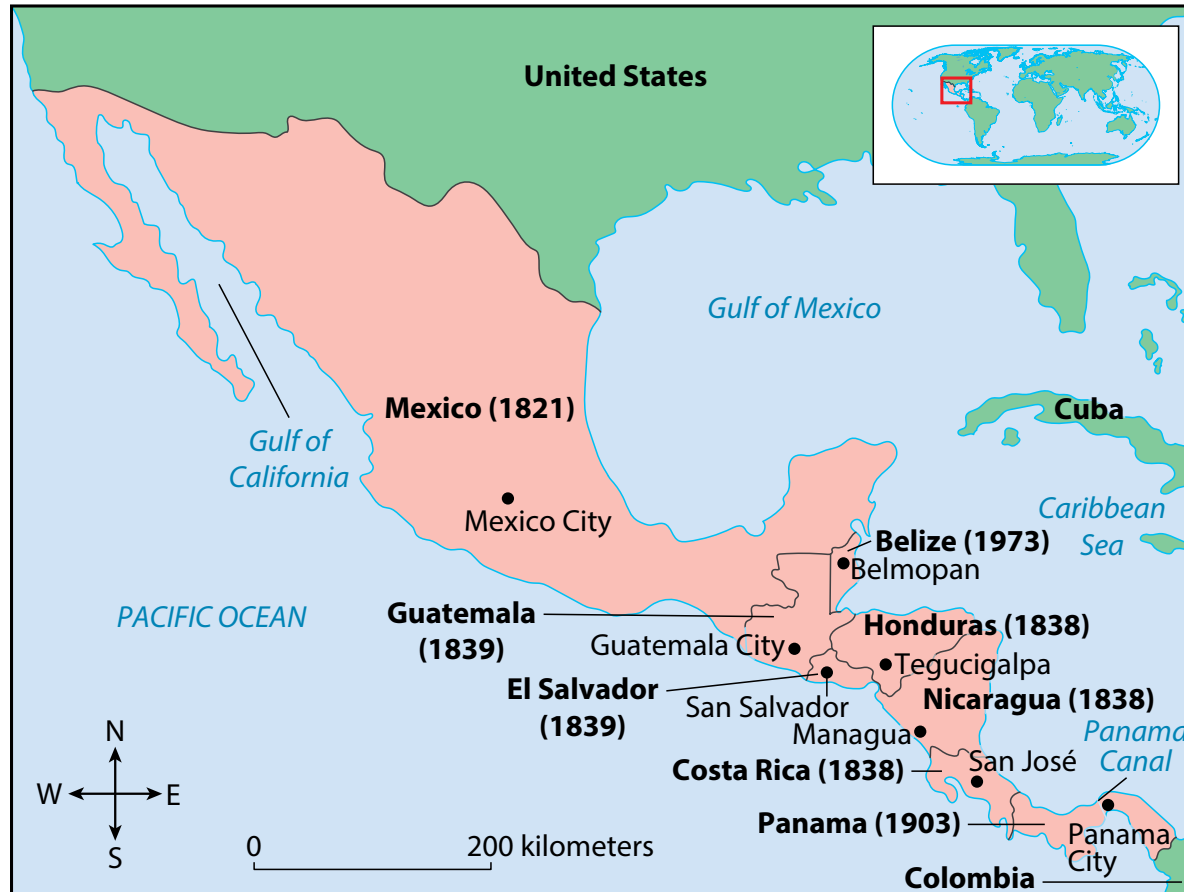 United States
Gulf of Mexico
Mexico (1821)
Cuba
Gulf of
California
Mexico City
Caribbean
Sea
Belize (1973)
Belmopan
PACIFIC OCEAN
Guatemala
(1839)
Honduras (1838)
Guatemala City
Tegucigalpa
El Salvador
(1839)
San Salvador
Nicaragua (1838)
Managua
Panama
Canal
San José
Costa Rica (1838)
Panama (1903)
Panama
City
Colombia
N
W E
S
0 200 kilometers